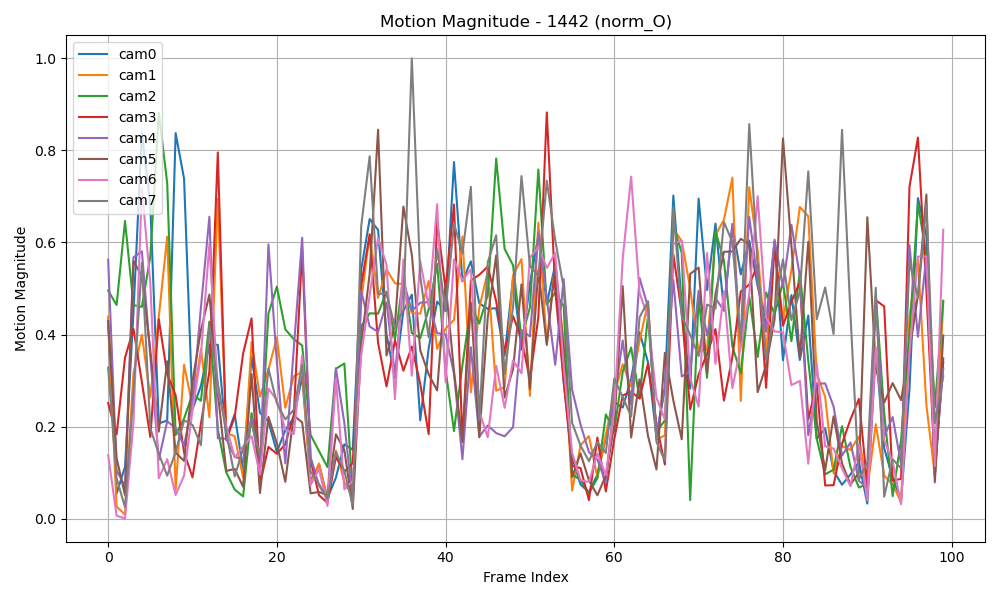 Motion Magnitude - 1442 (norm_O)
cam0
cam1
cam2
cam3
cam4
cam5
cam6
cam7
1.0
0.8
0.6
0.4
0.2
0.0
Motion Magnitude
0 20 40 60 80 100
Frame Index